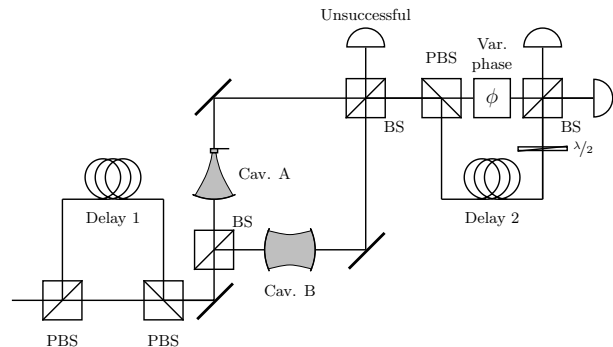 Unsuccessful
Var.
phase
PBS
ϕ
BS
BS
λ/2
Cav. A
Delay 1
Delay 2
BS
Cav. B
PBS
PBS